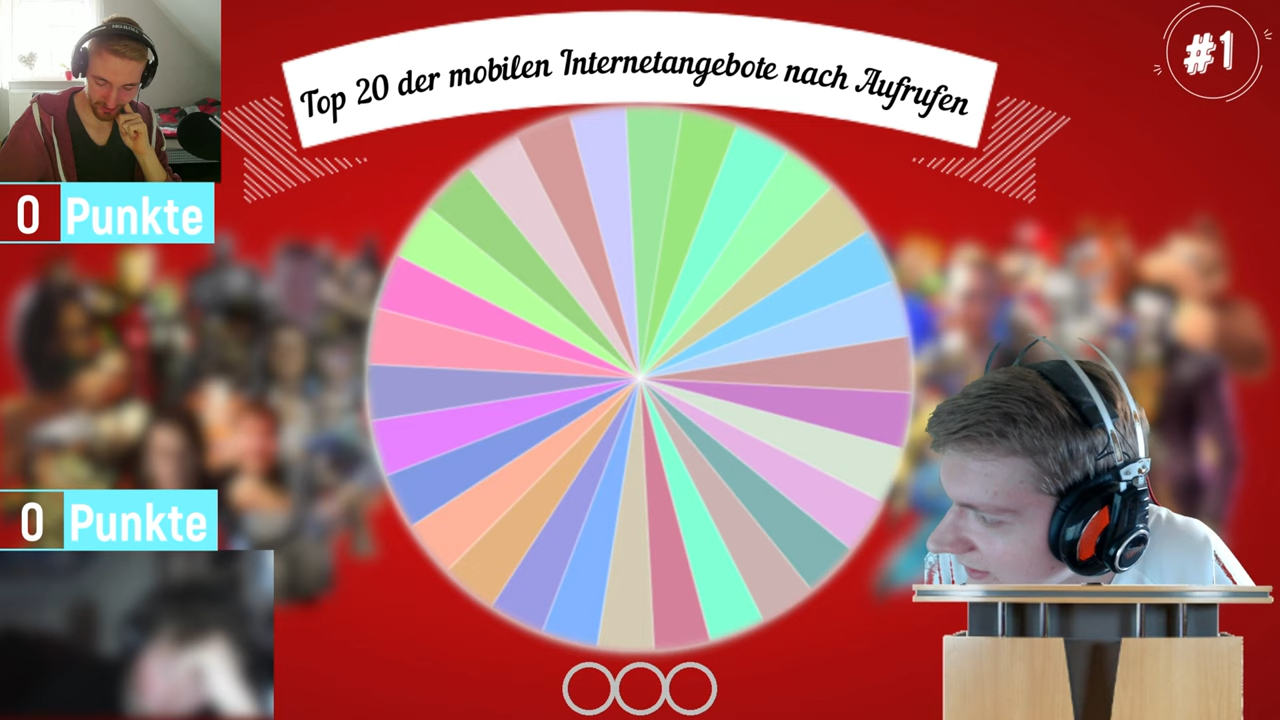 Top 20 der mobilen Internetangebote nach Aufrufen
#1
0 Punkte
0 Punkte